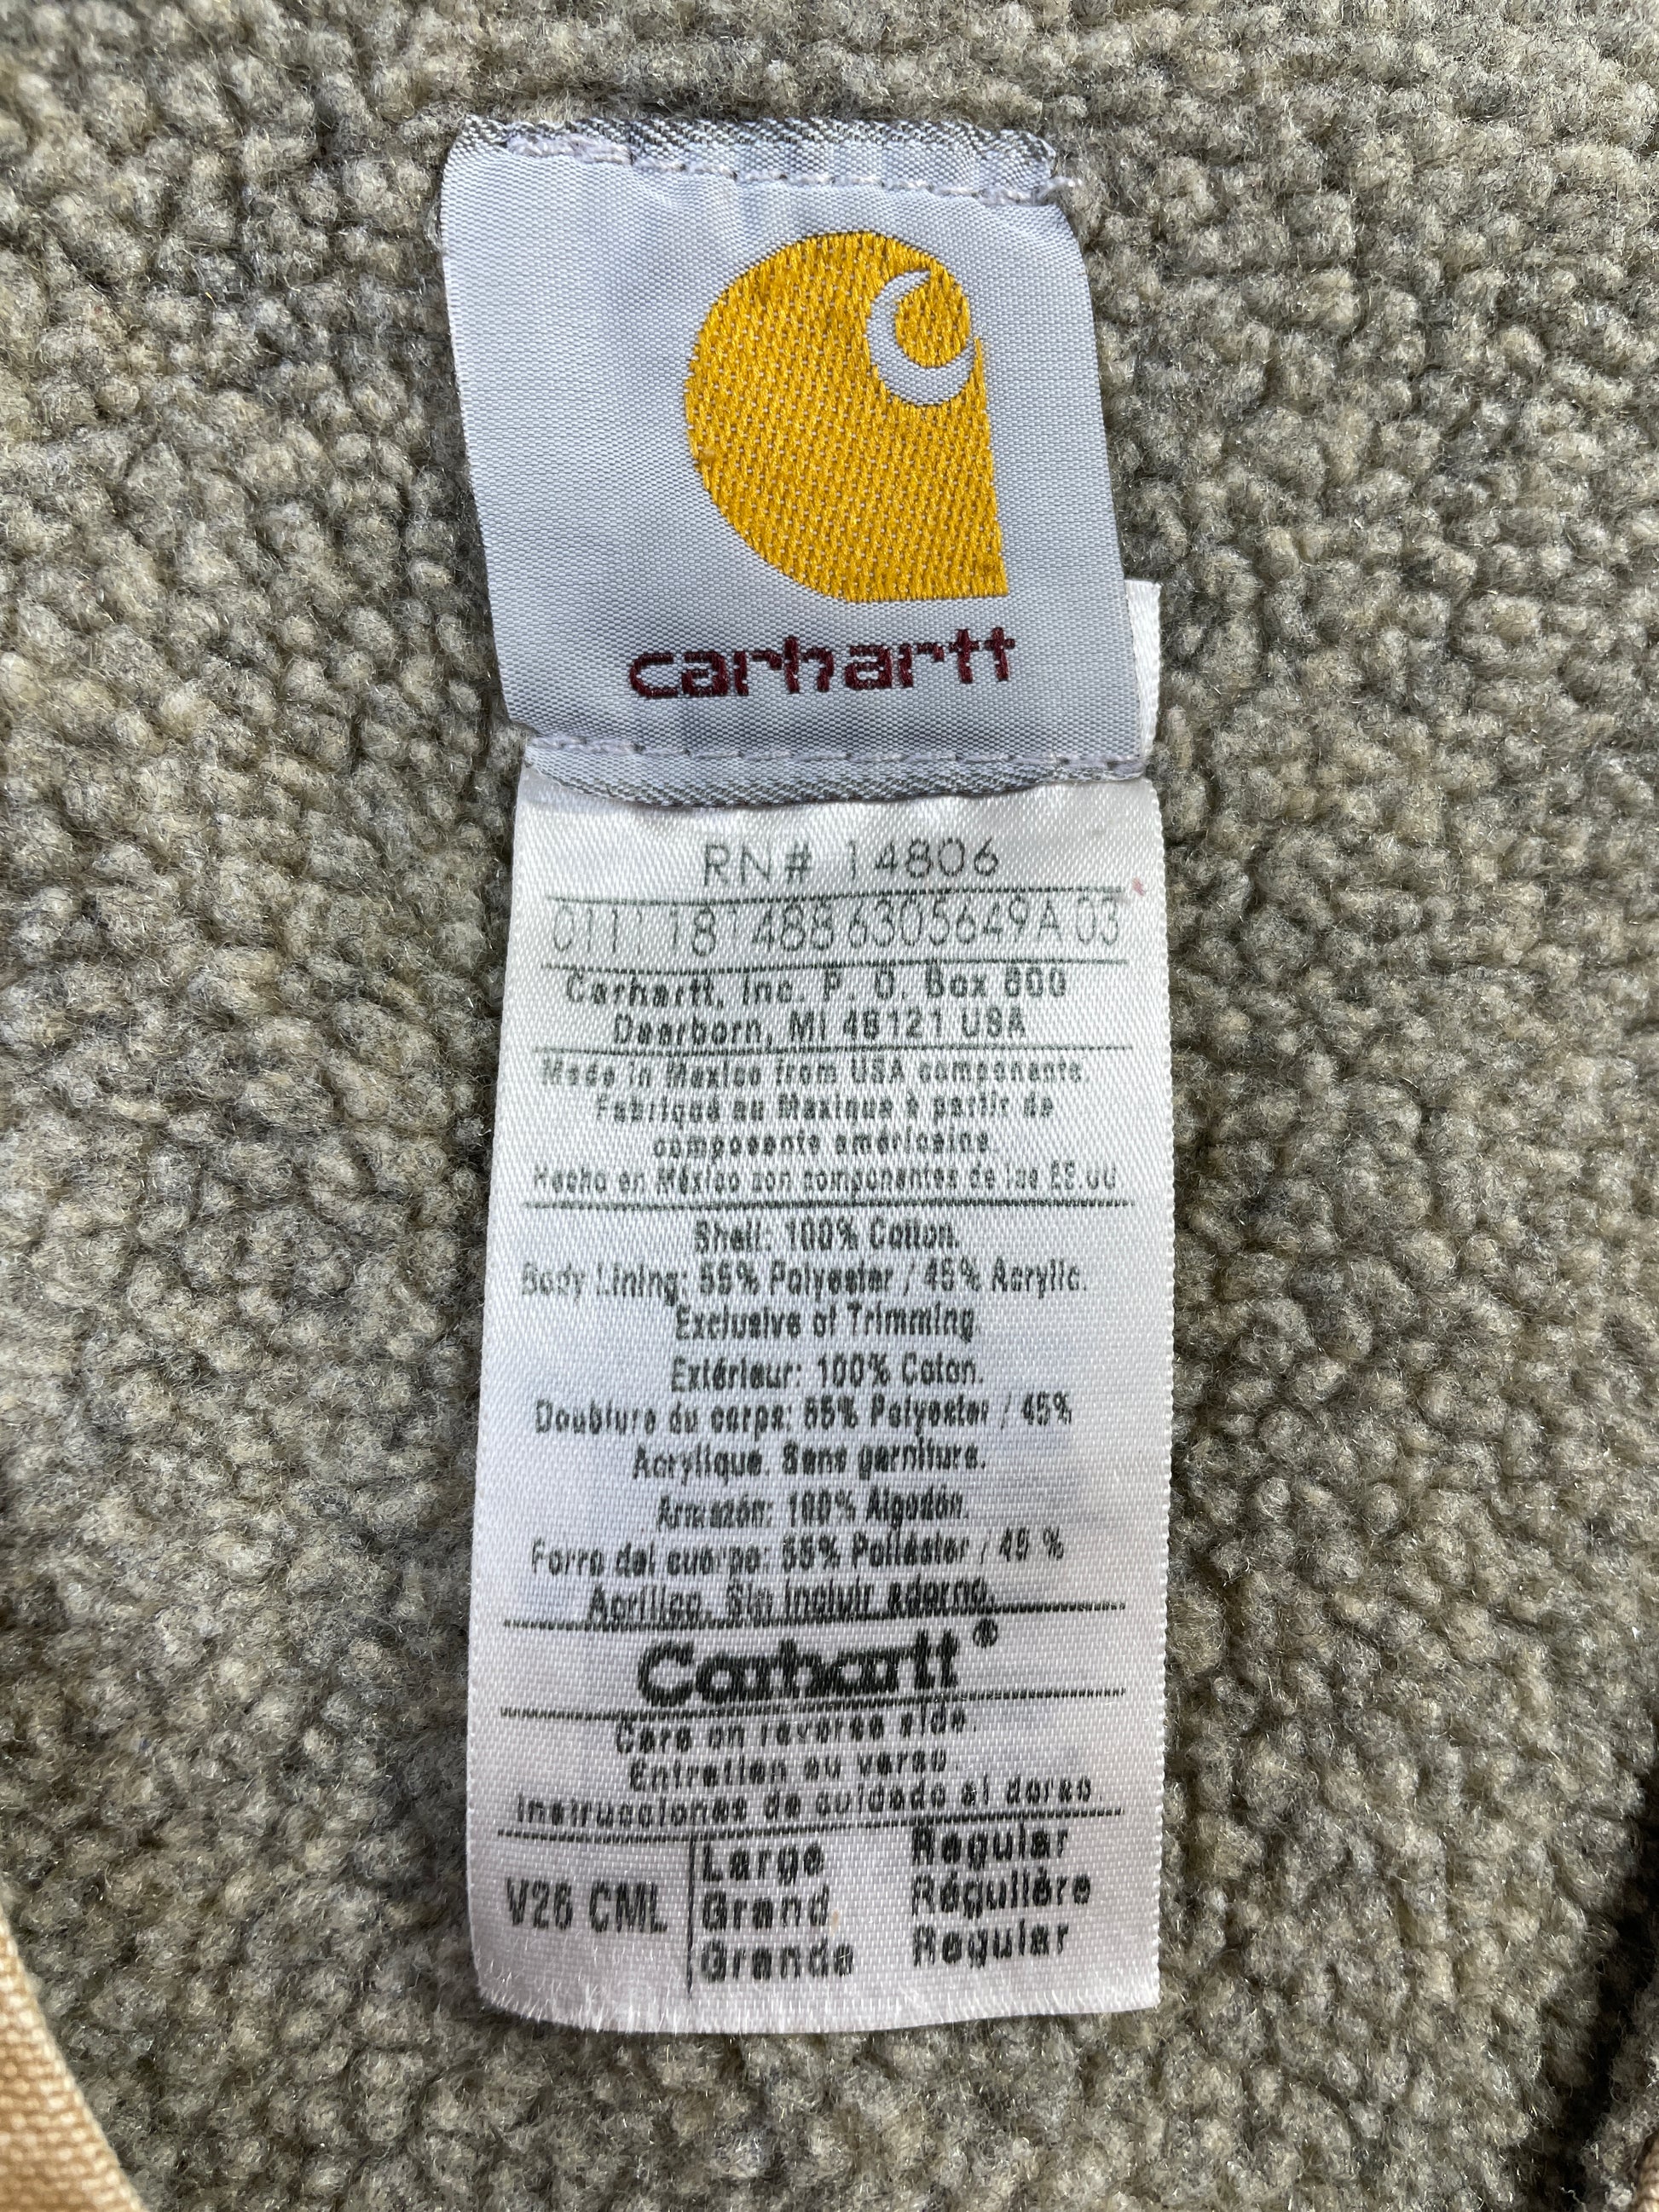 carhartt
RN# 14806
488 6305649A 03
Carhartt, Inc. P. O. Box 600
Dearborn, MI 48121 USA
Made in Mexico from USA components.
Fabriqué au Mexique à partir de
composants américains.
Hecho en México con componentes de los EE.UU
Shell: 100% Cotton.
Body Lining: 55% Polyester / 45% Acrylic.
Exclusive of Trimming
Extérieur: 100% Coton.
Doublure du corps: 55% Polyester / 45%
Acrylique. Sans garniture.
Armazón: 100% Algodón.
Forro del cuerpo: 55% Poliéster / 45 %
Acrílico. Sin incluir adorno.
Carhartt®
Care on reverse side.
Entretien au verso.
Instrucciones de cuidado al dorso.
V26 CML
Large Regular
Grand Régulière
Grande Regular